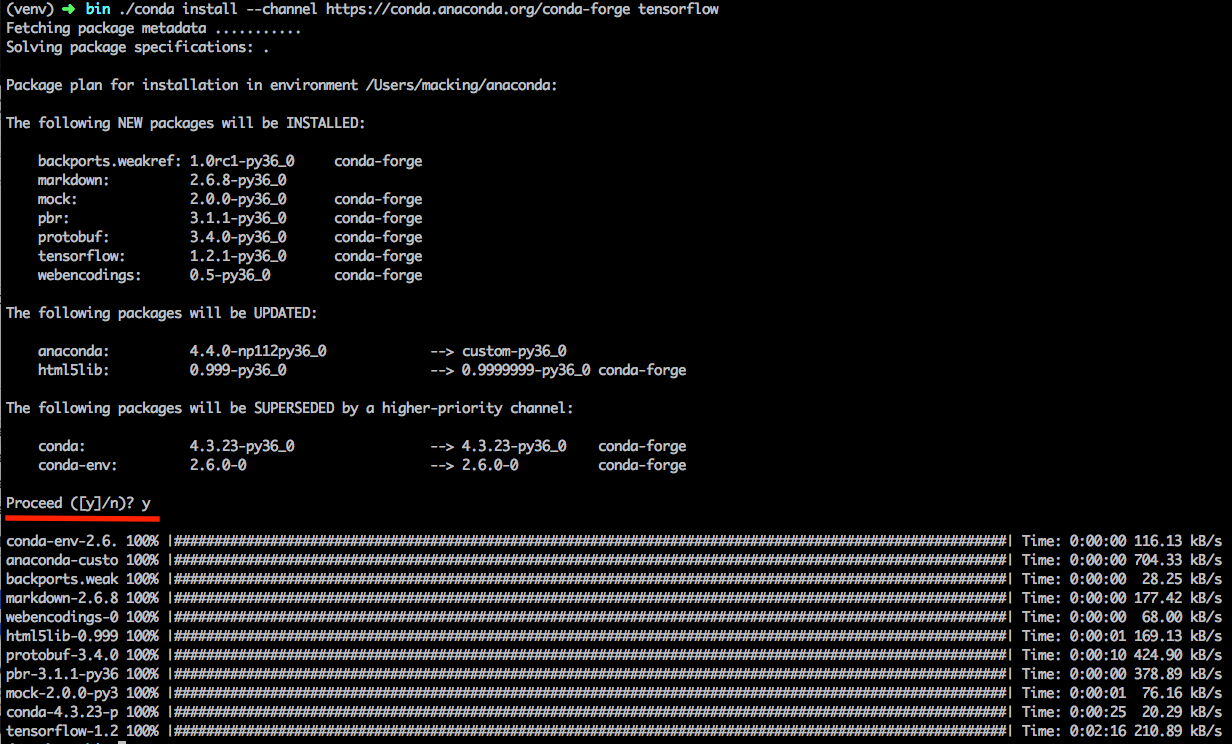 (venv) ➜ bin ./conda install --channel https://conda.anaconda.org/conda-forge tensorflow
Fetching package metadata ...........
Solving package specifications: .
Package plan for installation in environment /Users/macking/anaconda:
The following NEW packages will be INSTALLED:
backports.weakref: 1.0rc1-py36_0 conda-forge
markdown: 2.6.8-py36_0
mock: 2.0.0-py36_0 conda-forge
pbr: 3.1.1-py36_0 conda-forge
protobuf: 3.4.0-py36_0 conda-forge
tensorflow: 1.2.1-py36_0 conda-forge
webencodings: 0.5-py36_0 conda-forge
The following packages will be UPDATED:
anaconda: 4.4.0-np112py36_0 --> custom-py36_0
html5lib: 0.999-py36_0 --> 0.9999999-py36_0 conda-forge
The following packages will be SUPERSEDED by a higher-priority channel:
conda: 4.3.23-py36_0 --> 4.3.23-py36_0 conda-forge
conda-env: 2.6.0-0 --> 2.6.0-0 conda-forge
Proceed ([y]/n)? y
conda-env-2.6. 100% |################################################################################################################| Time: 0:00:00 116.13 kB/s
anaconda-custo 100% |################################################################################################################| Time: 0:00:00 704.33 kB/s
backports.weak 100% |################################################################################################################| Time: 0:00:00 28.25 kB/s
markdown-2.6.8 100% |################################################################################################################| Time: 0:00:00 177.42 kB/s
webencodings-0 100% |################################################################################################################| Time: 0:00:00 68.00 kB/s
html5lib-0.999 100% |################################################################################################################| Time: 0:00:01 169.13 kB/s
protobuf-3.4.0 100% |################################################################################################################| Time: 0:00:10 424.90 kB/s
pbr-3.1.1-py36 100% |################################################################################################################| Time: 0:00:00 378.89 kB/s
mock-2.0.0-py3 100% |################################################################################################################| Time: 0:00:01 76.16 kB/s
conda-4.3.23-p 100% |################################################################################################################| Time: 0:00:25 20.29 kB/s
tensorflow-1.2 100% |################################################################################################################| Time: 0:02:16 210.89 kB/s